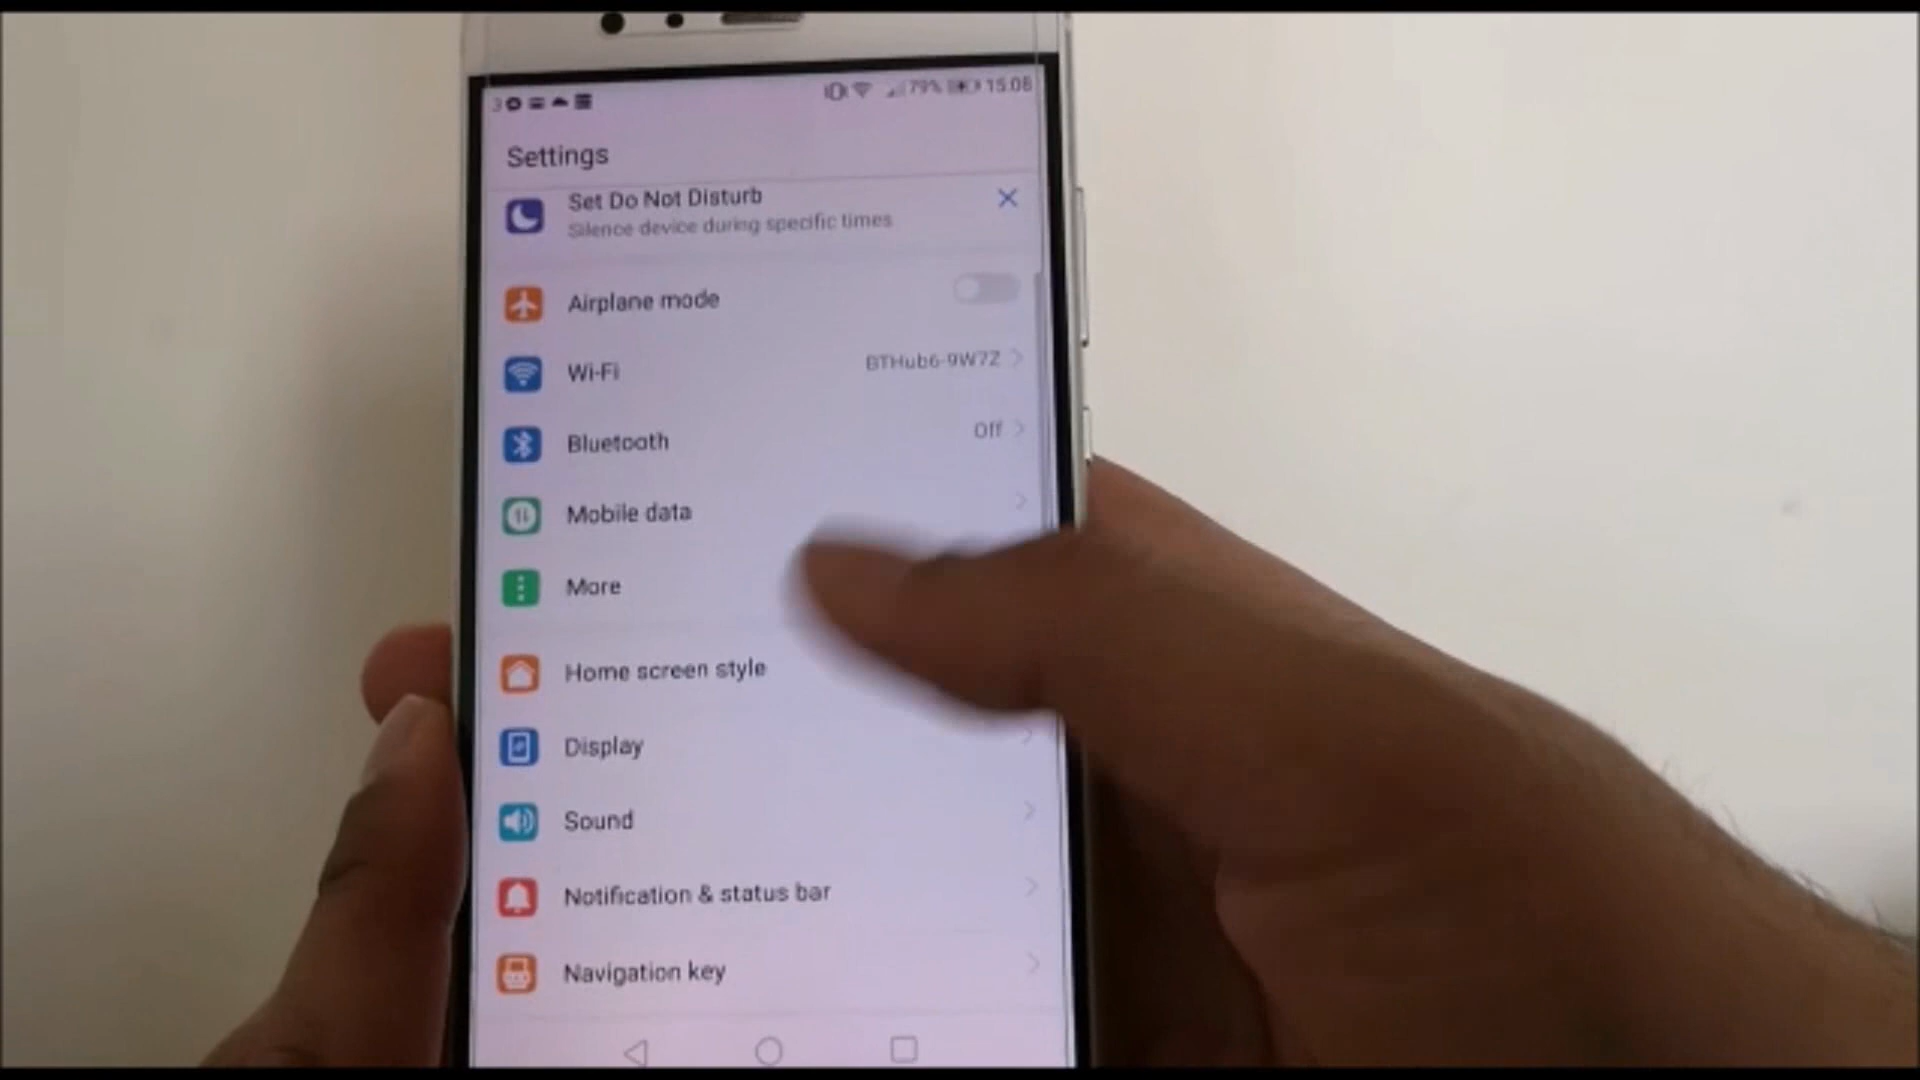 3 79% 15:08
Settings
Set Do Not Disturb
Silence device during specific times
Airplane mode
Wi-Fi BTHub6-9W7Z
Bluetooth Off
Mobile data
More
Home screen style
Display
Sound
Notification & status bar
Navigation key